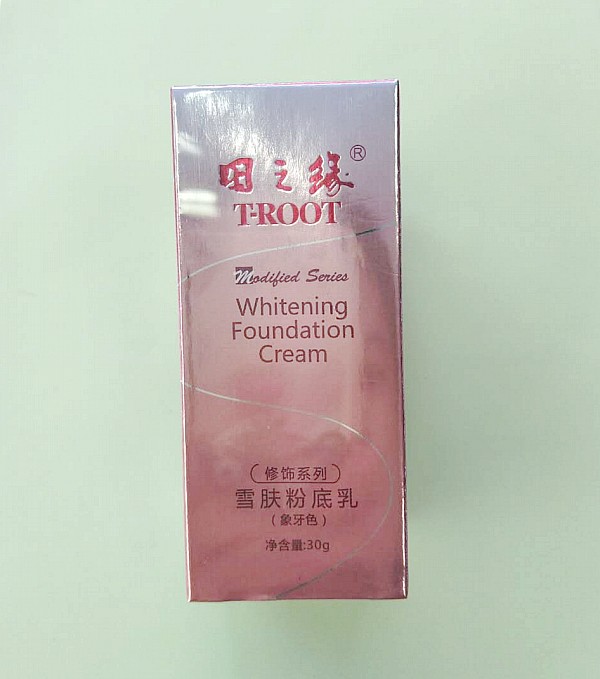 田之缘®
T-ROOT
Modified Series
Whitening
Foundation
Cream
修饰系列
雪肤粉底乳
(象牙色)
净含量:30g